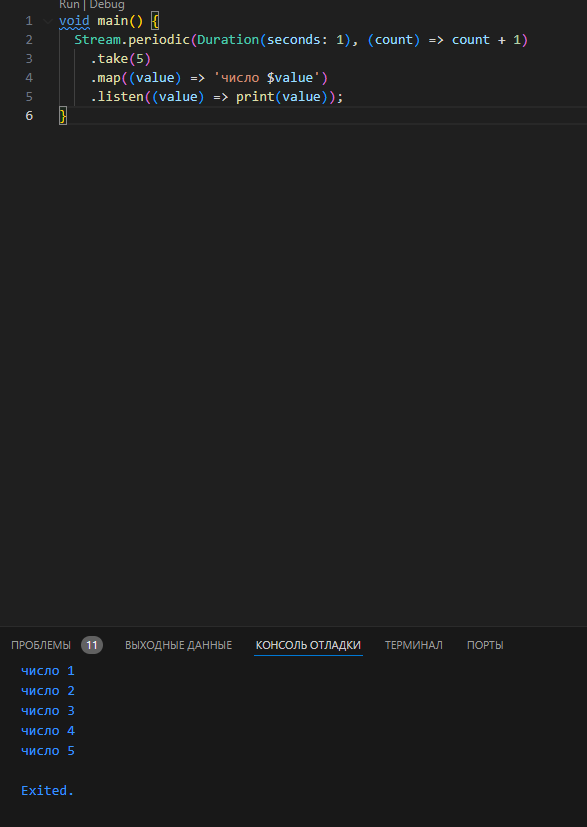 Run | Debug
1 void main() {
2 Stream.periodic(Duration(seconds: 1), (count) => count + 1)
3 .take(5)
4 .map((value) => 'число $value')
5 .listen((value) => print(value));
6 }
ПРОБЛЕМЫ 11 ВЫХОДНЫЕ ДАННЫЕ КОНСОЛЬ ОТЛАДКИ ТЕРМИНАЛ ПОРТЫ
число 1
число 2
число 3
число 4
число 5
Exited.